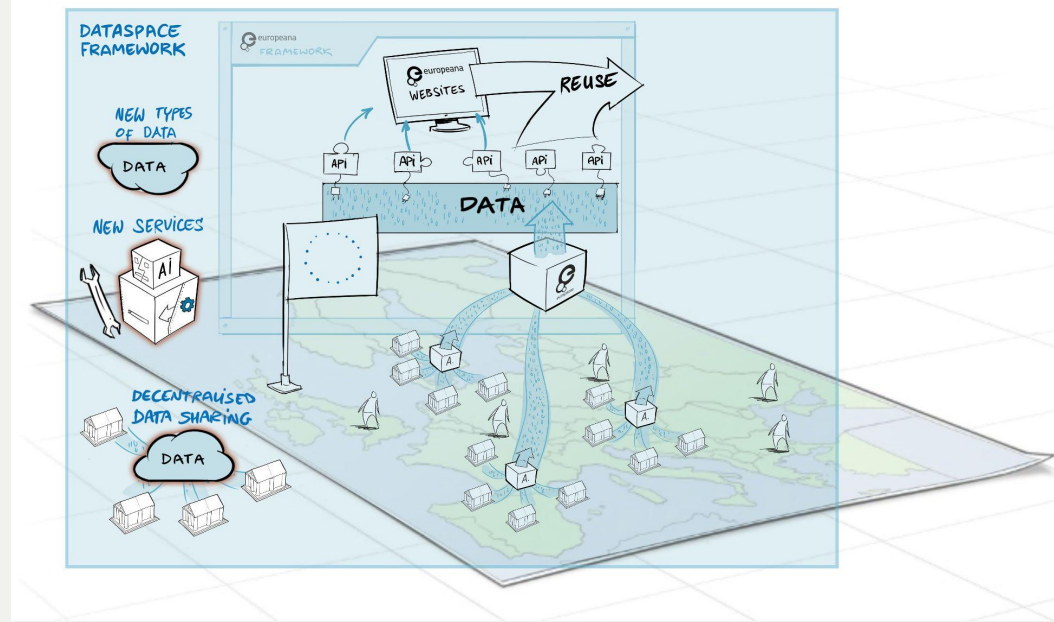 DATASPACE
FRAMEWORK
europeana
FRAMEWORK
europeana
WEBSITES
REUSE
NEW TYPES
OF DATA
DATA
API
API
API
API
API
DATA
NEW SERVICES
AI
DECENTRALISED
DATA SHARING
DATA
A.
A.
A.